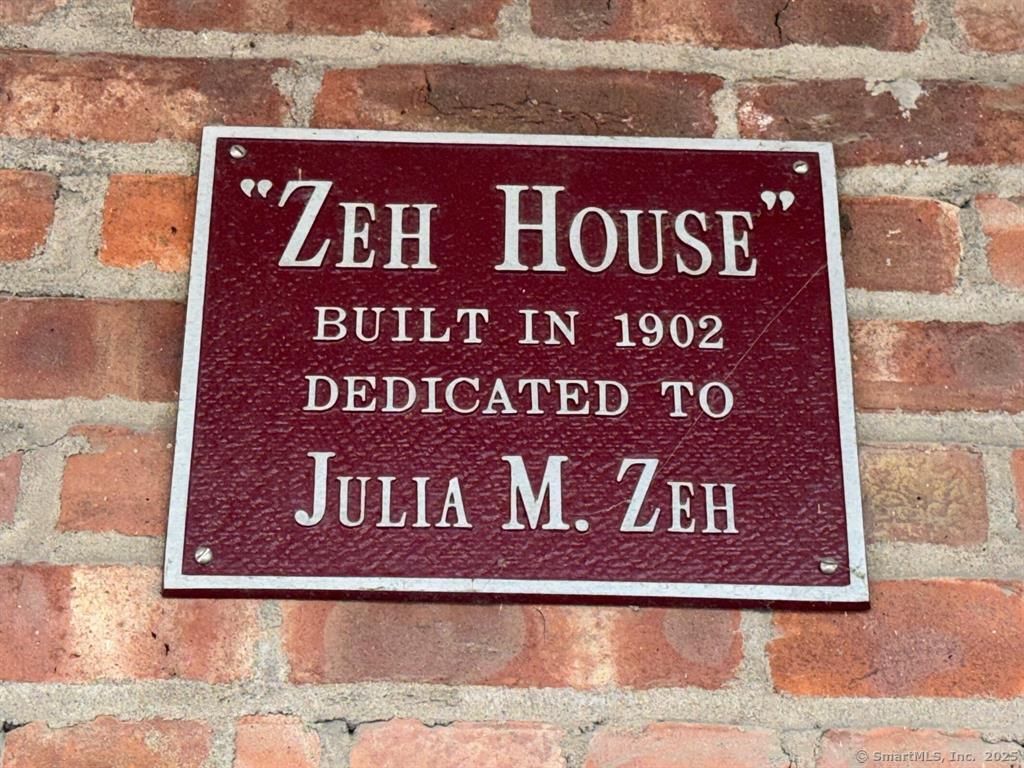 "ZEH HOUSE"
BUILT IN 1902
DEDICATED TO
JULIA M. ZEH
© SmartMLS, Inc. 2025